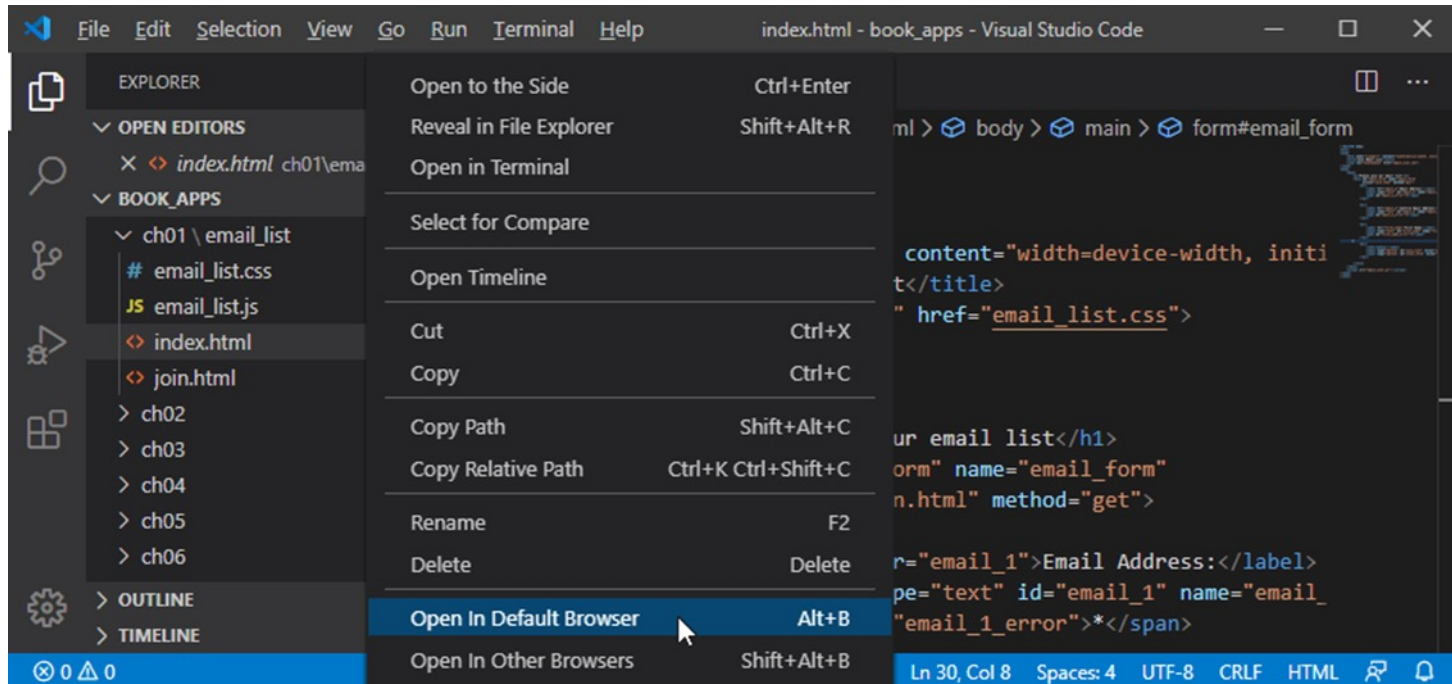 File Edit Selection View Go Run Terminal Help index.html - book_apps - Visual Studio Code
EXPLORER
OPEN EDITORS
index.html ch01\ema
BOOK_APPS
ch01 \ email_list
# email_list.css
JS email_list.js
<> index.html
<> join.html
ch02
ch03
ch04
ch05
ch06
OUTLINE
TIMELINE
Open to the Side Ctrl+Enter
Reveal in File Explorer Shift+Alt+R
Open in Terminal
Select for Compare
Open Timeline
Cut Ctrl+X
Copy Ctrl+C
Copy Path Shift+Alt+C
Copy Relative Path Ctrl+K Ctrl+Shift+C
Rename F2
Delete Delete
Open In Default Browser Alt+B
Open In Other Browsers Shift+Alt+B
ml > body > main > form#email_form
content="width=device-width, initi
t</title>
" href="email_list.css">
ur email list</h1>
orm" name="email_form"
n.html" method="get">
r="email_1">Email Address:</label>
pe="text" id="email_1" name="email_
"email_1_error">*</span>
0 0 Ln 30, Col 8 Spaces: 4 UTF-8 CRLF HTML